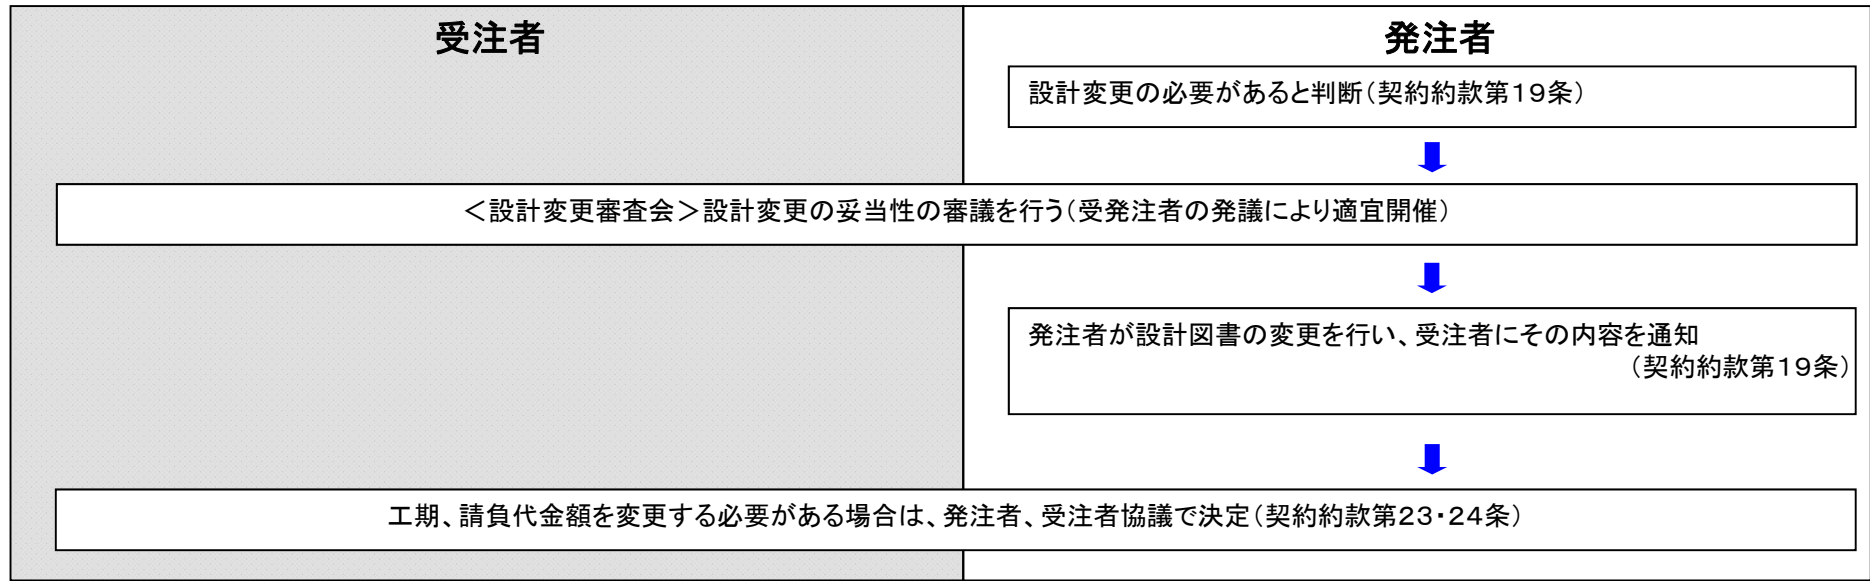 受注者
発注者
設計変更の必要があると判断（契約約款第１９条）
＜設計変更審査会＞設計変更の妥当性の審議を行う（受発注者の発議により適宜開催）
発注者が設計図書の変更を行い、受注者にその内容を通知
（契約約款第１９条）
工期、請負代金額を変更する必要がある場合は、発注者、受注者協議で決定（契約約款第２３・２４条）